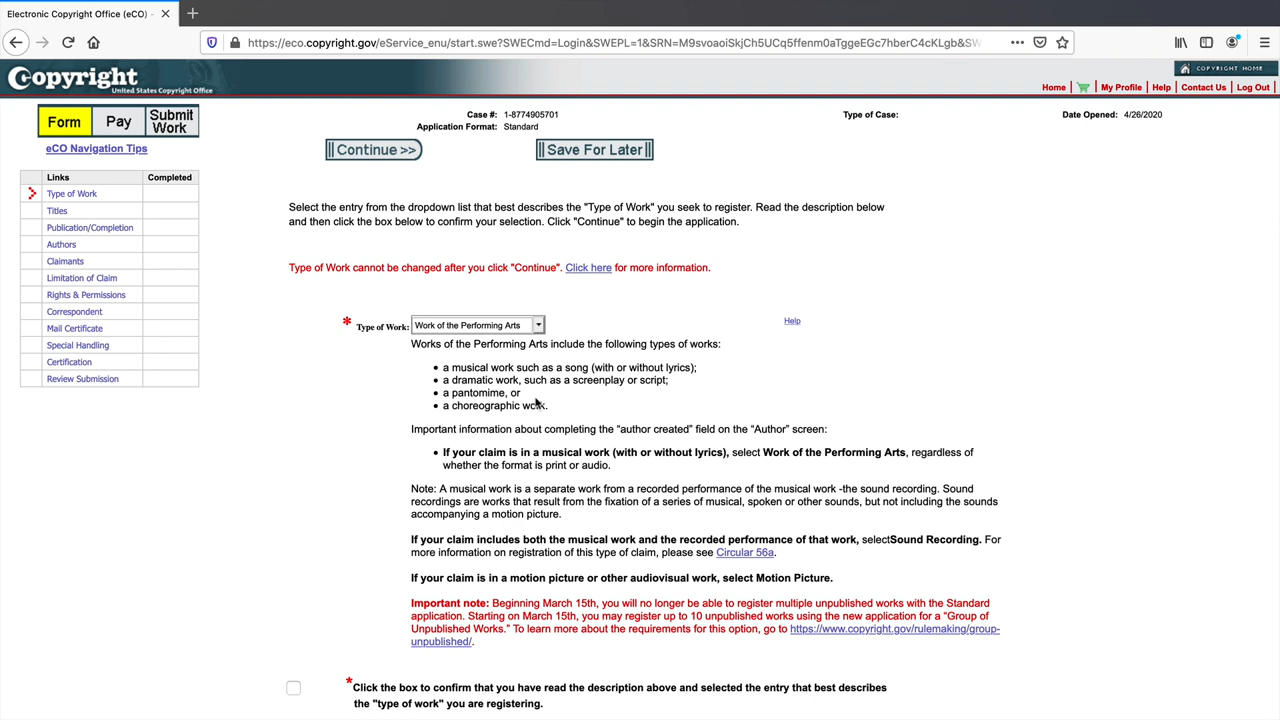 Electronic Copyright Office (eCO) -
https://eco.copyright.gov/eService_enu/start.swe?SWECmd=Login&SWEPL=1&SRN=M9svoaoiSkjCh5UCq5ffenm0aTggeEGc7hberC4cKLgb&SW
Copyright
United States Copyright Office
COPYRIGHT HOME
Home | My Profile | Help | Contact Us | Log Out
Form Pay Submit Work
eCO Navigation Tips
Case #: 1-8774905701 Type of Case: Date Opened: 4/26/2020
Application Format: Standard
Continue >> Save For Later
Links Completed
Type of Work
Titles
Publication/Completion
Authors
Claimants
Limitation of Claim
Rights & Permissions
Correspondent
Mail Certificate
Special Handling
Certification
Review Submission
Select the entry from the dropdown list that best describes the "Type of Work" you seek to register. Read the description below
and then click the box below to confirm your selection. Click "Continue" to begin the application.
Type of Work cannot be changed after you click "Continue". Click here for more information.
* Type of Work: Work of the Performing Arts Help
Works of the Performing Arts include the following types of works:
• a musical work such as a song (with or without lyrics);
• a dramatic work, such as a screenplay or script;
• a pantomime, or
• a choreographic work.
Important information about completing the “author created” field on the “Author” screen:
• If your claim is in a musical work (with or without lyrics), select Work of the Performing Arts, regardless of
whether the format is print or audio.
Note: A musical work is a separate work from a recorded performance of the musical work -the sound recording. Sound
recordings are works that result from the fixation of a series of musical, spoken or other sounds, but not including the sounds
accompanying a motion picture.
If your claim includes both the musical work and the recorded performance of that work, selectSound Recording. For
more information on registration of this type of claim, please see Circular 56a.
If your claim is in a motion picture or other audiovisual work, select Motion Picture.
Important note: Beginning March 15th, you will no longer be able to register multiple unpublished works with the Standard
application. Starting on March 15th, you may register up to 10 unpublished works using the new application for a “Group of
Unpublished Works.” To learn more about the requirements for this option, go to https://www.copyright.gov/rulemaking/group-
unpublished/.
*Click the box to confirm that you have read the description above and selected the entry that best describes
the "type of work" you are registering.